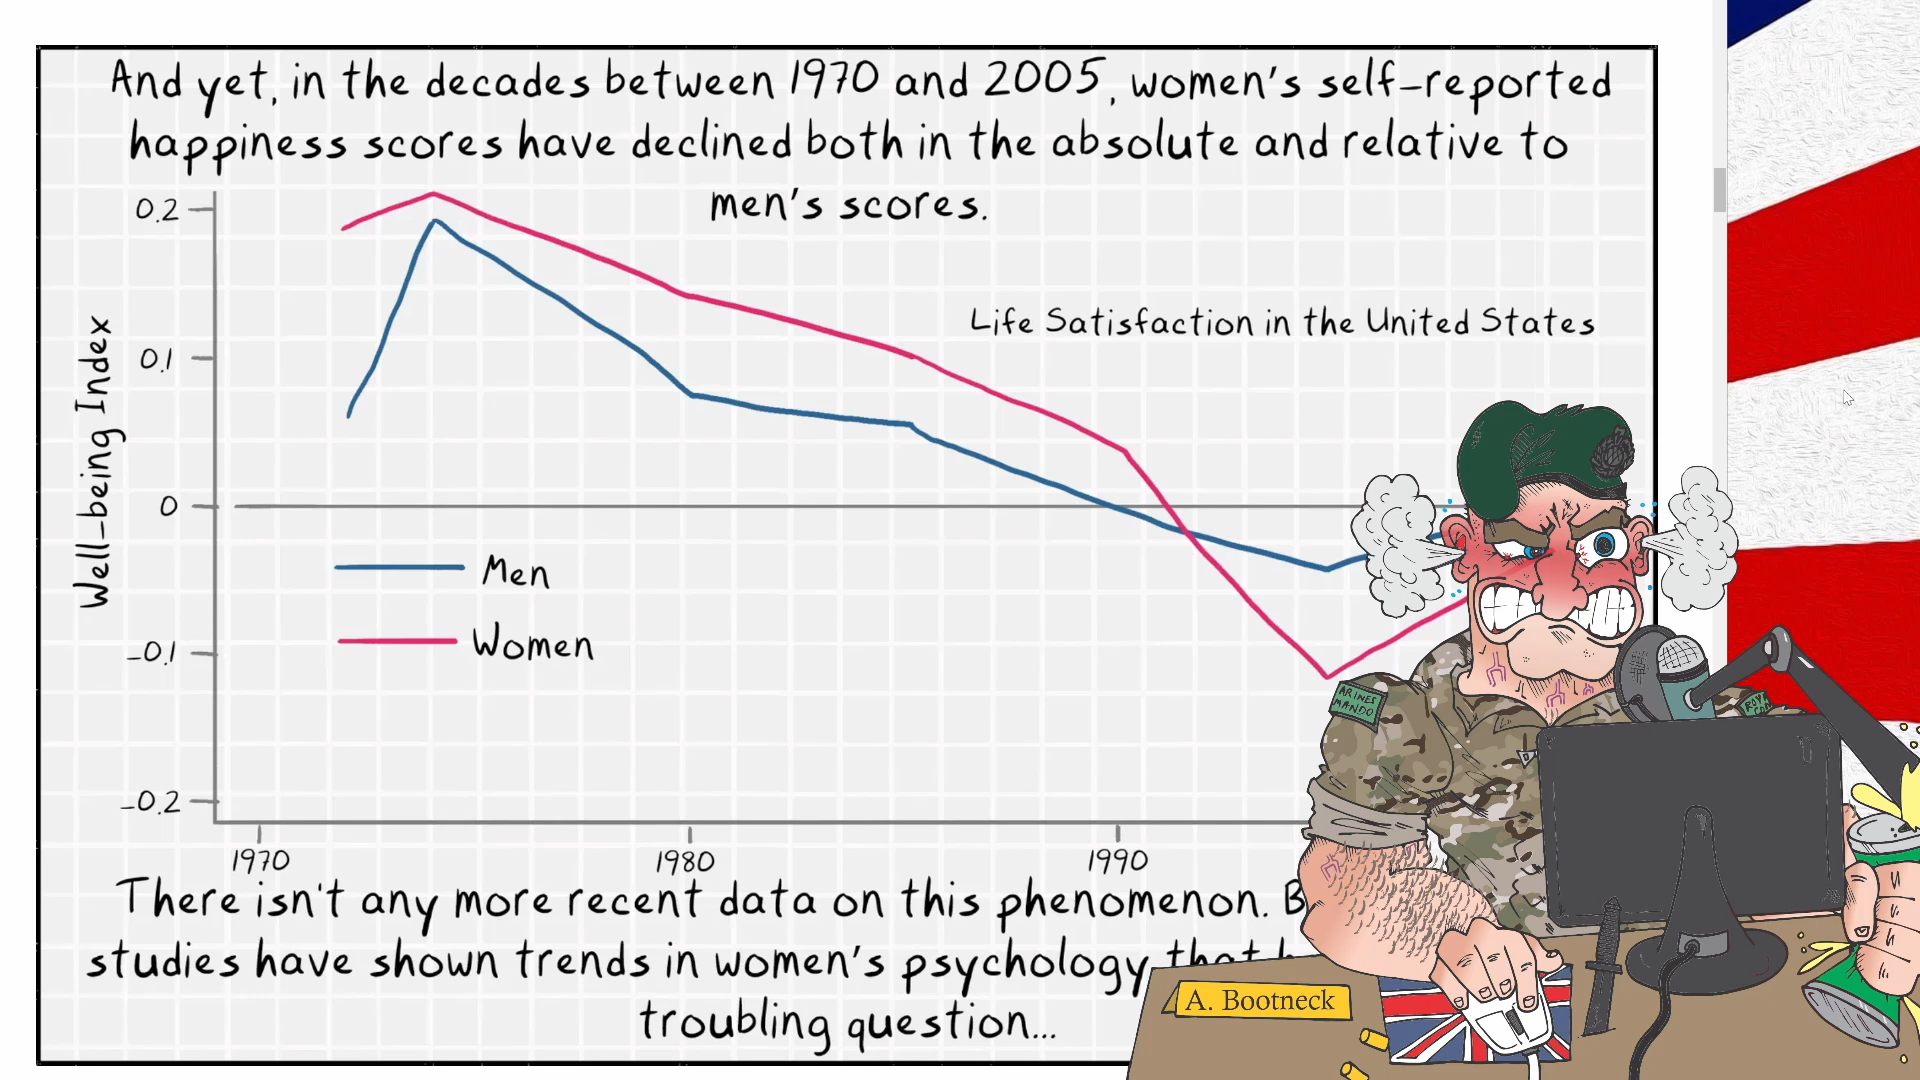 And yet, in the decades between 1970 and 2005, women's self-reported
happiness scores have declined both in the absolute and relative to
men's scores.
Life Satisfaction in the United States
Well-being Index
0.2
0.1
0
-0.1
-0.2
Men
Women
1970
1980
1990
There isn't any more recent data on this phenomenon.
studies have shown trends in women's psychology that
troubling question...
ARINES
MANDO
A. Bootneck